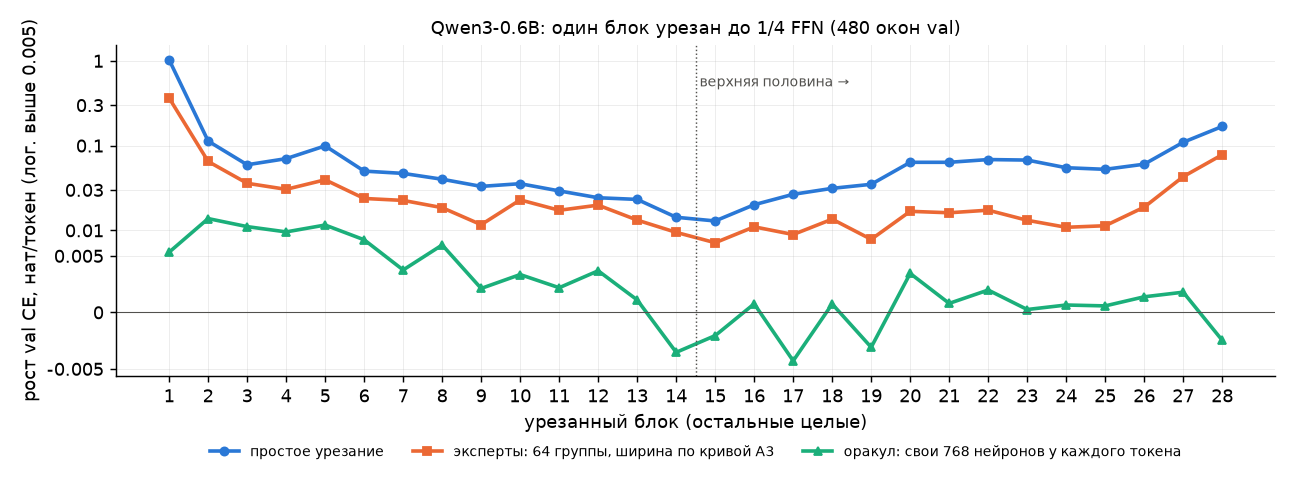 Qwen3-0.6B: один блок урезан до 1/4 FFN (480 окон val)
рост val CE, нат/токен (лог. выше 0.005)
1
0.3
0.1
0.03
0.01
0.005
0
-0.005
верхняя половина →
1 2 3 4 5 6 7 8 9 10 11 12 13 14 15 16 17 18 19 20 21 22 23 24 25 26 27 28
урезанный блок (остальные целые)
простое урезание эксперты: 64 группы, ширина по кривой А3 оракул: свои 768 нейронов у каждого токена